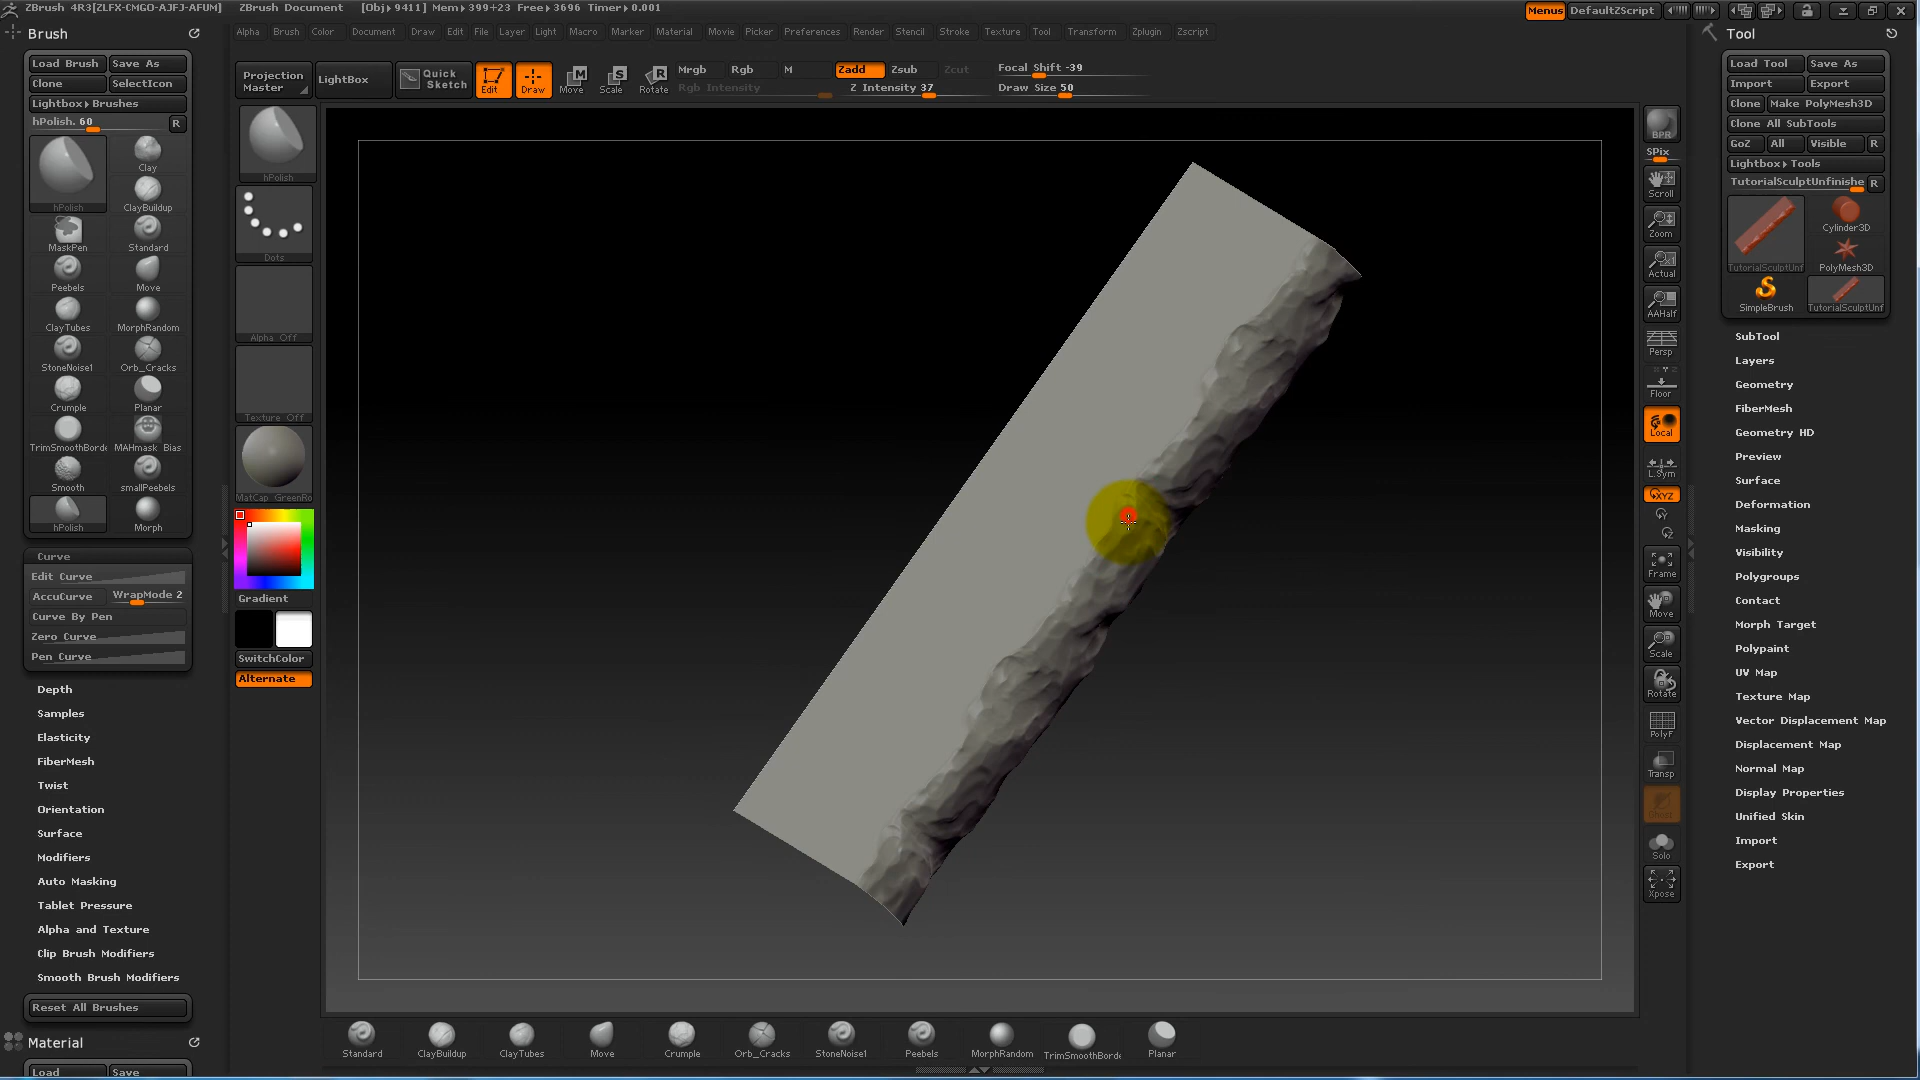 ZBrush 4R3[ZLFX-CMGO-AJFJ-AFUM] ZBrush Document [Obj▸9411] Mem▸399+23 Free▸3696 Timer▸0.001 Menus DefaultZScript
Brush
Load Brush Save As
Clone SelectIcon
Lightbox▸Brushes
hPolish. 60 R
hPolish Clay
ClayBuildup
MaskPen Standard
Peebels Move
ClayTubes MorphRandom
StoneNoise1 Orb_Cracks
Crumple Planar
TrimSmoothBorde MAHmask_Bias
Smooth smallPeebels
hPolish Morph
Curve
Edit Curve
AccuCurve WrapMode 2
Curve By Pen
Zero Curve
Pen Curve
Depth
Samples
Elasticity
FiberMesh
Twist
Orientation
Surface
Modifiers
Auto Masking
Tablet Pressure
Alpha and Texture
Clip Brush Modifiers
Smooth Brush Modifiers
Reset All Brushes
Material
Load Save
Alpha Brush Color Document Draw Edit File Layer Light Macro Marker Material Movie Picker Preferences Render Stencil Stroke Texture Tool Transform Zplugin Zscript
Projection Master LightBox Quick Sketch Edit Draw Move Scale Rotate
Mrgb Rgb M Zadd Zsub Zcut Focal Shift -39
Rgb Intensity Z Intensity 37 Draw Size 50
hPolish
Dots
Alpha Off
Texture Off
MatCap GreenRo
Gradient
SwitchColor
Alternate
Standard ClayBuildup ClayTubes Move Crumple Orb_Cracks StoneNoise1 Peebels MorphRandom TrimSmoothBorde Planar
BPR
SPix
Scroll
Zoom
Actual
AAHalf
Persp
Floor
Local
L.Sym
XYZ
Frame
Move
Scale
Rotate
PolyF
Transp
Ghost
Solo
Xpose
Tool
Load Tool Save As
Import Export
Clone Make PolyMesh3D
Clone All SubTools
GoZ All Visible R
Lightbox▸Tools
TutorialSculptUnfinishe R
TutorialSculptUnf Cylinder3D
PolyMesh3D
SimpleBrush TutorialSculptUnf
SubTool
Layers
Geometry
FiberMesh
Geometry HD
Preview
Surface
Deformation
Masking
Visibility
Polygroups
Contact
Morph Target
Polypaint
UV Map
Texture Map
Vector Displacement Map
Displacement Map
Normal Map
Display Properties
Unified Skin
Import
Export